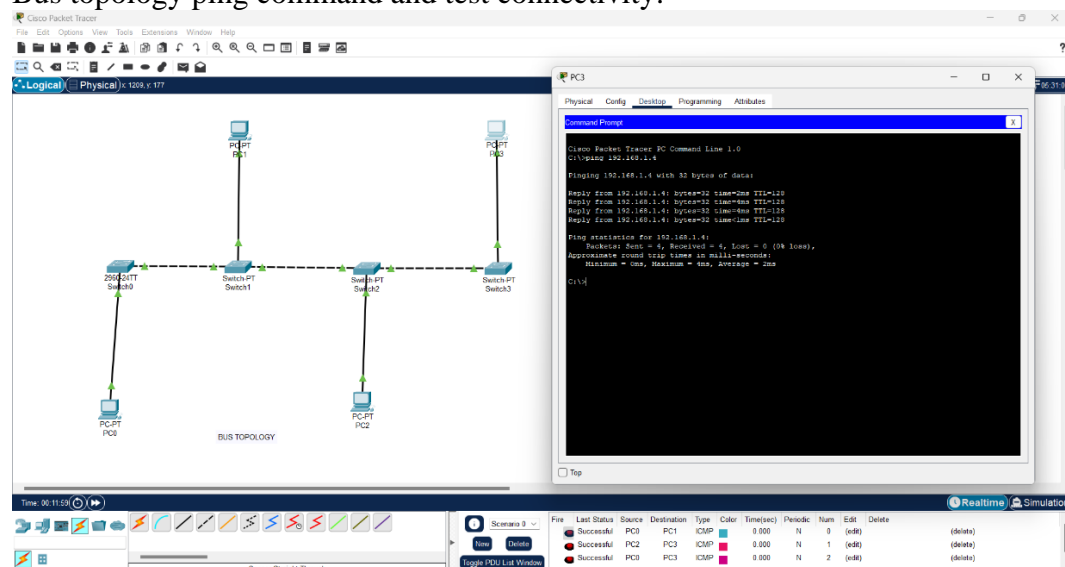 Bus topology ping command and test connectivity.
Cisco Packet Tracer
File Edit Options View Tools Extensions Window Help
Logical Physical x: 1209, y: 177
PC3
Physical Config Desktop Programming Attributes
Command Prompt X
Cisco Packet Tracer PC Command Line 1.0
C:\>ping 192.168.1.4
Pinging 192.168.1.4 with 32 bytes of data:
Reply from 192.168.1.4: bytes=32 time=2ms TTL=128
Reply from 192.168.1.4: bytes=32 time=4ms TTL=128
Reply from 192.168.1.4: bytes=32 time=4ms TTL=128
Reply from 192.168.1.4: bytes=32 time<1ms TTL=128
Ping statistics for 192.168.1.4:
Packets: Sent = 4, Received = 4, Lost = 0 (0% loss),
Approximate round trip times in milli-seconds:
Minimum = 0ms, Maximum = 4ms, Average = 2ms
C:\>
Top
PC-PT
PC1
PC-PT
PC3
2960-24TT
Switch0
Switch-PT
Switch1
Switch-PT
Switch2
Switch-PT
Switch3
PC-PT
PC0
PC-PT
PC2
BUS TOPOLOGY
Time: 00:11:59
Realtime Simulation
Scenario 0
New Delete
Toggle PDU List Window
Fire Last Status Source Destination Type Color Time(sec) Periodic Num Edit Delete
Successful PC0 PC1 ICMP 0.000 N 0 (edit) (delete)
Successful PC2 PC3 ICMP 0.000 N 1 (edit) (delete)
Successful PC0 PC3 ICMP 0.000 N 2 (edit) (delete)